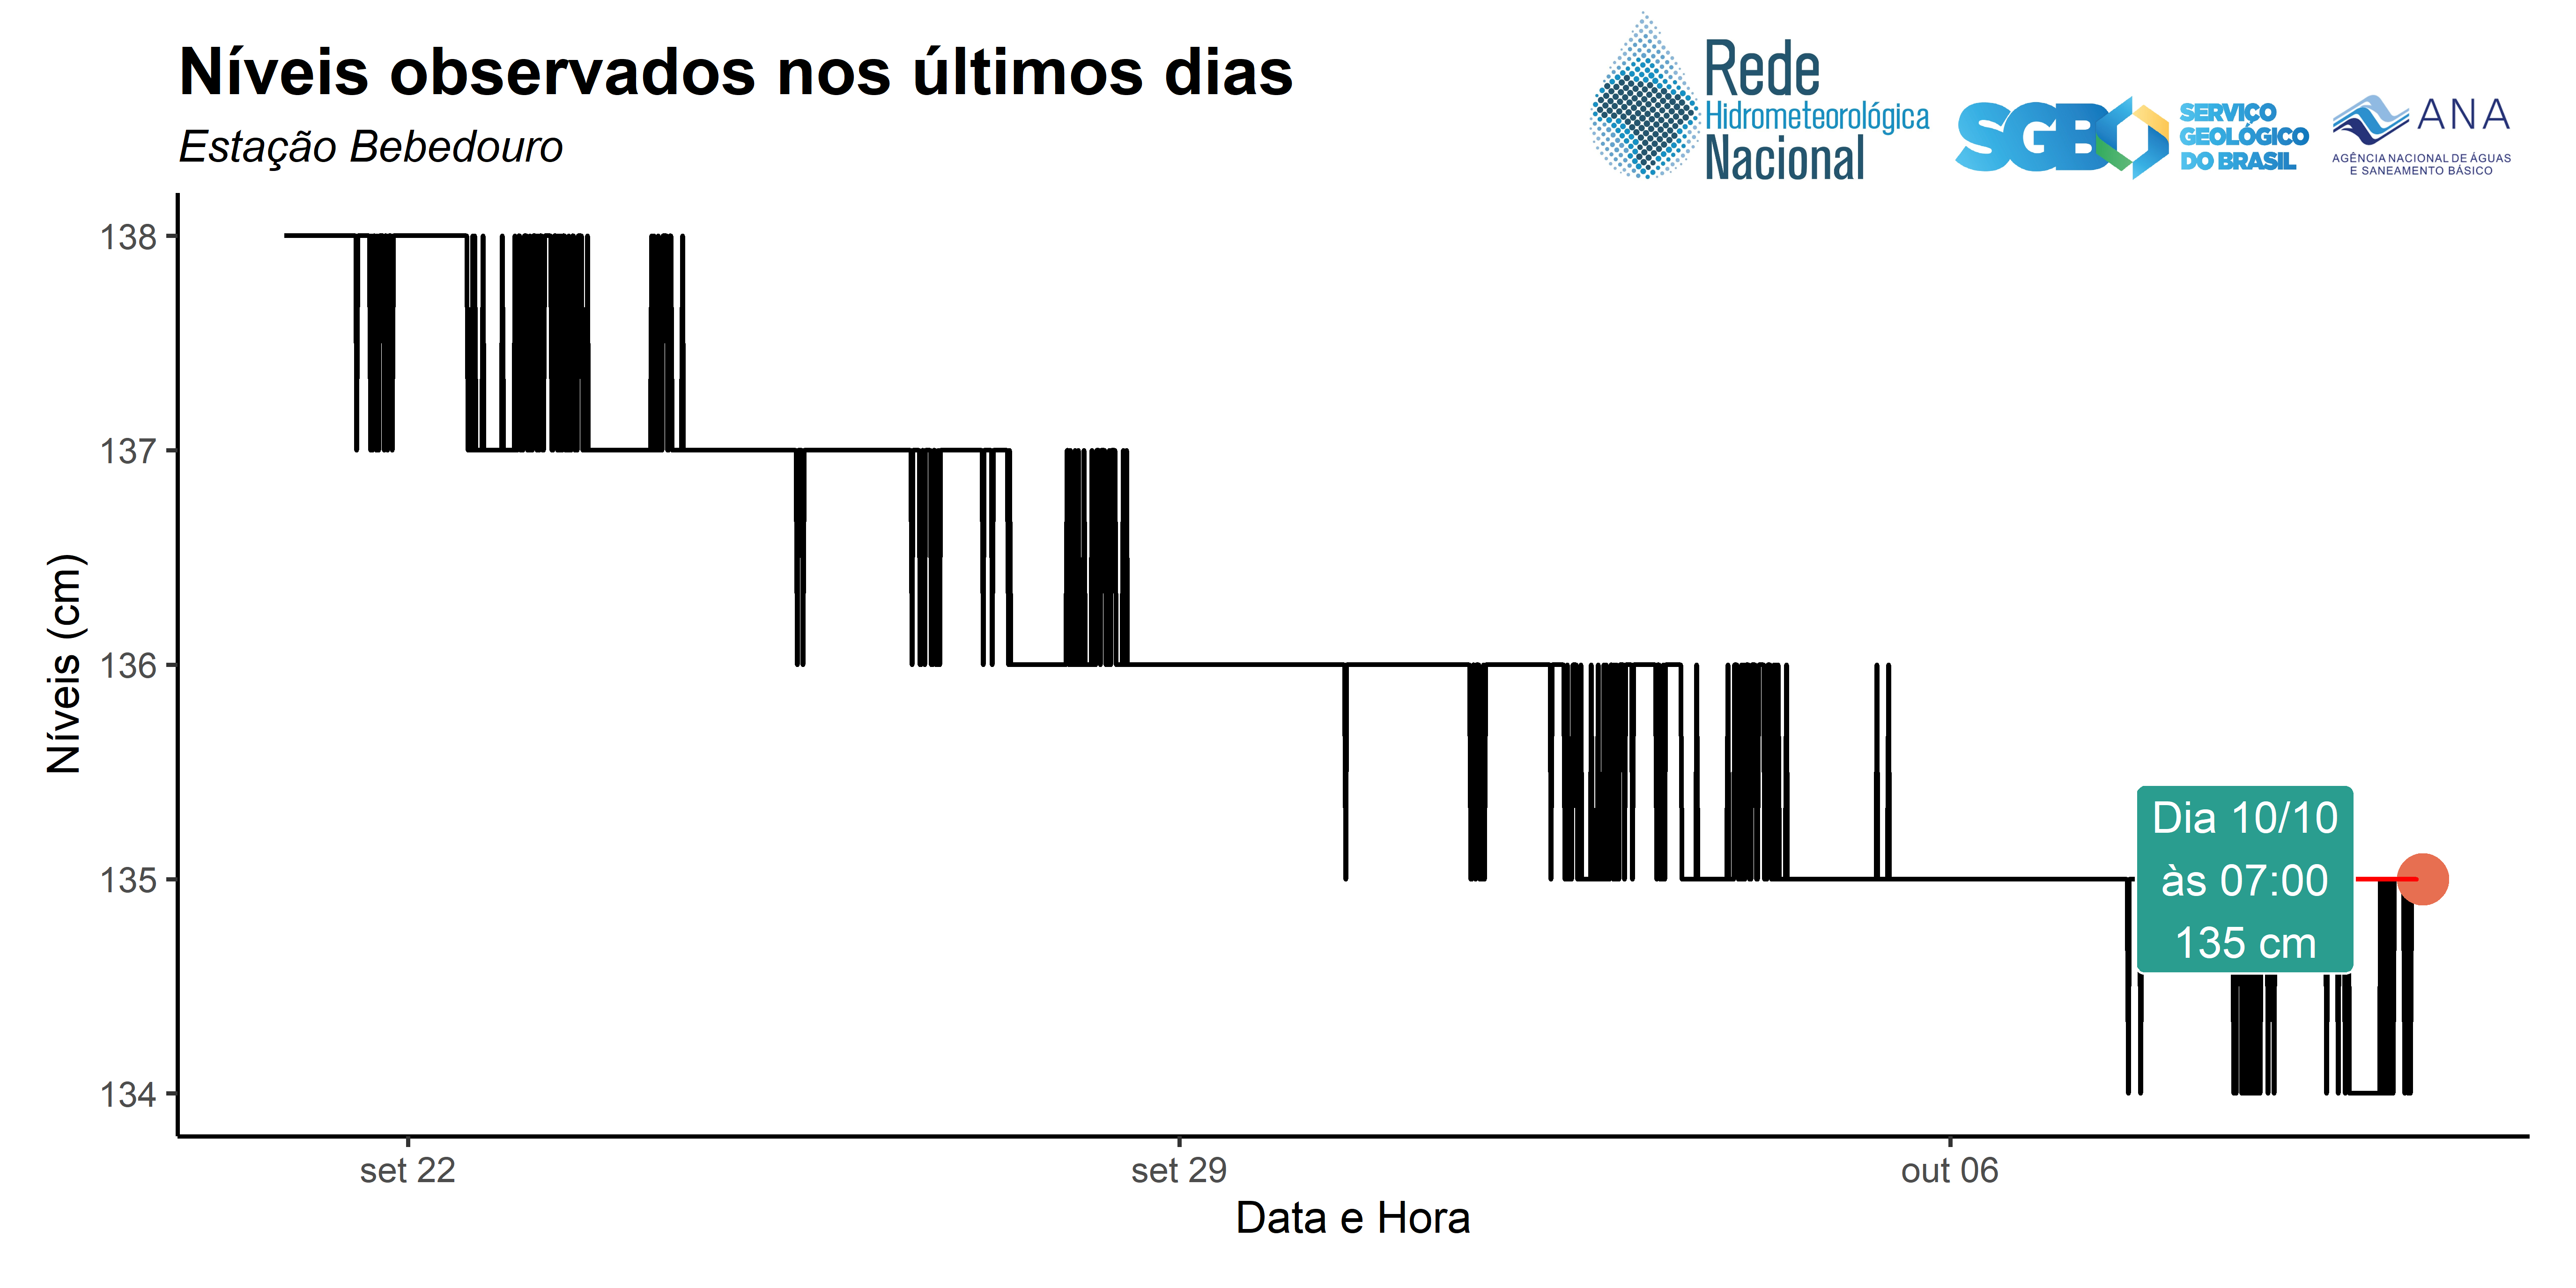 Níveis observados nos últimos dias
Estação Bebedouro
Rede
Hidrometeorológica
Nacional
SGB
SERVIÇO
GEOLÓGICO
DO BRASIL
ANA
AGÊNCIA NACIONAL DE ÁGUAS
E SANEAMENTO BÁSICO
138
137
136
135
134
Níveis (cm)
Dia 10/10
às 07:00
135 cm
set 22
set 29
out 06
Data e Hora